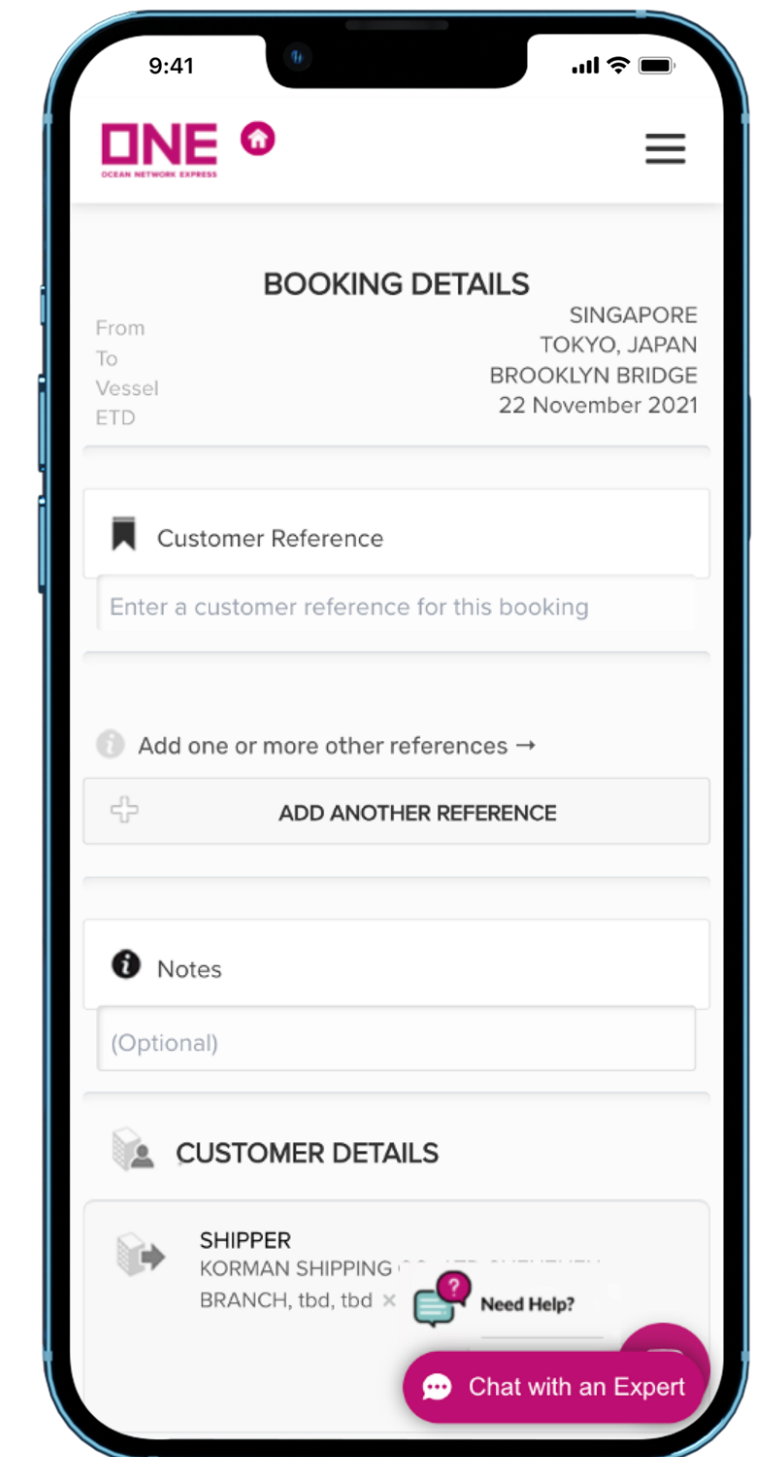 9:41
ONE
OCEAN NETWORK EXPRESS
BOOKING DETAILS
From SINGAPORE
To TOKYO, JAPAN
Vessel BROOKLYN BRIDGE
ETD 22 November 2021
Customer Reference
Enter a customer reference for this booking
Add one or more other references →
ADD ANOTHER REFERENCE
Notes
(Optional)
CUSTOMER DETAILS
SHIPPER
KORMAN SHIPPING
BRANCH, tbd, tbd ×
Need Help?
Chat with an Expert